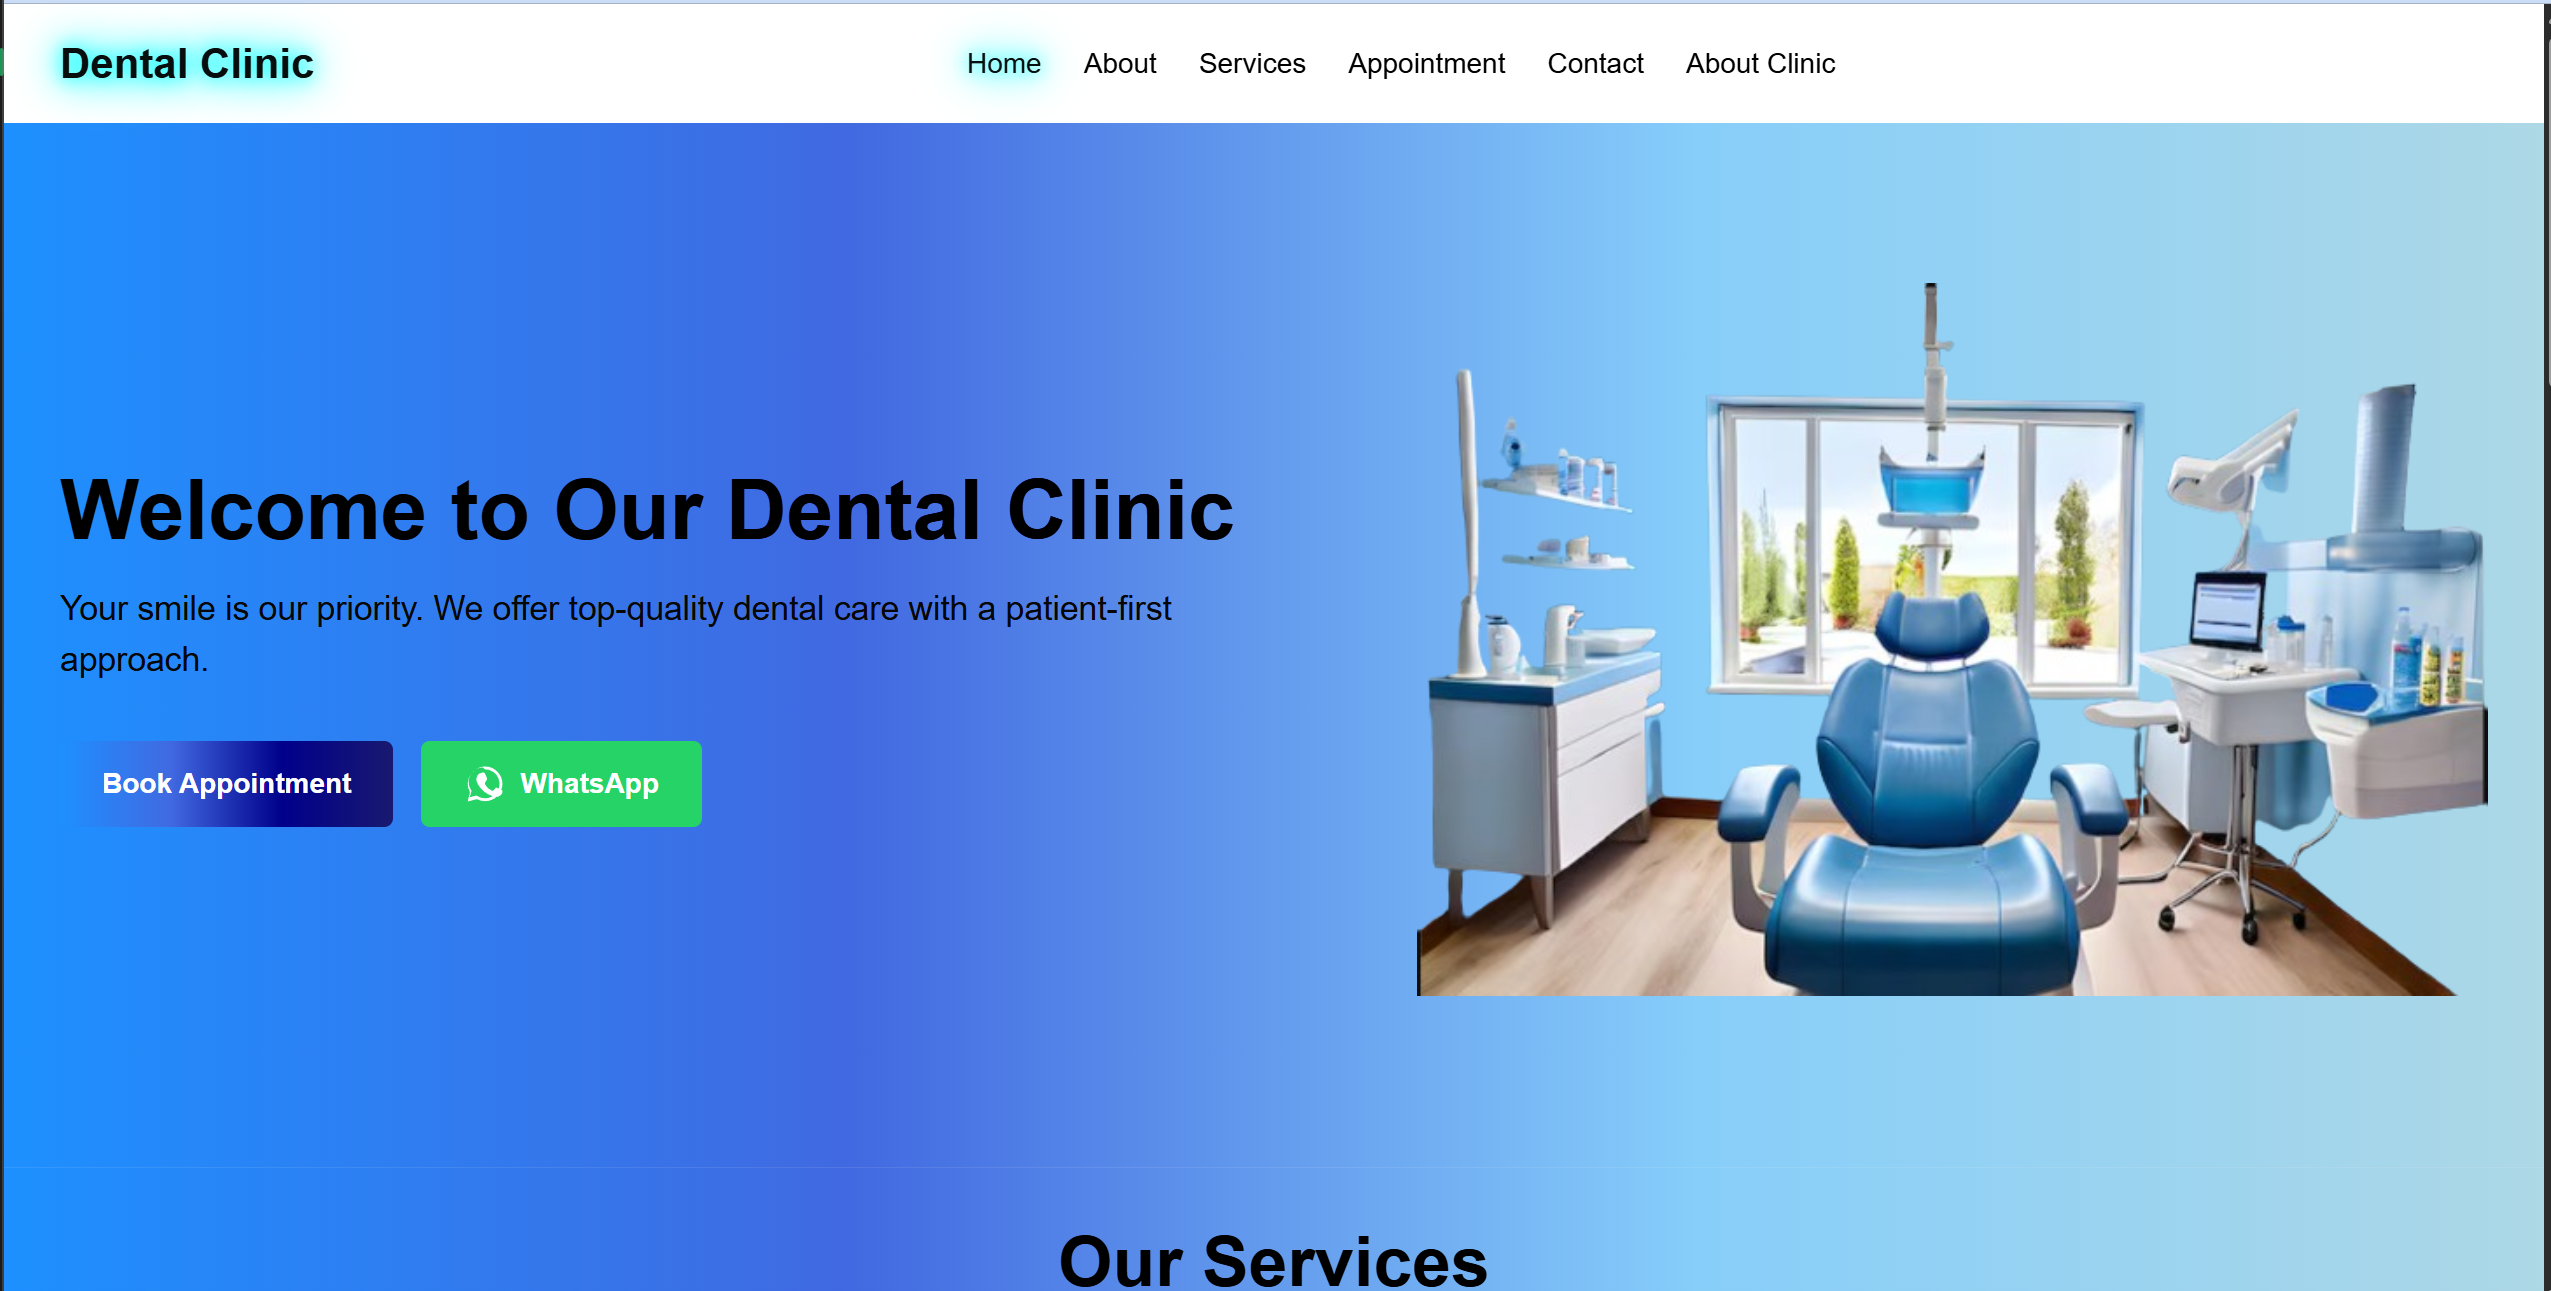 Dental Clinic
Home About Services Appointment Contact About Clinic
Welcome to Our Dental Clinic
Your smile is our priority. We offer top-quality dental care with a patient-first
approach.
Book Appointment
WhatsApp
Our Services